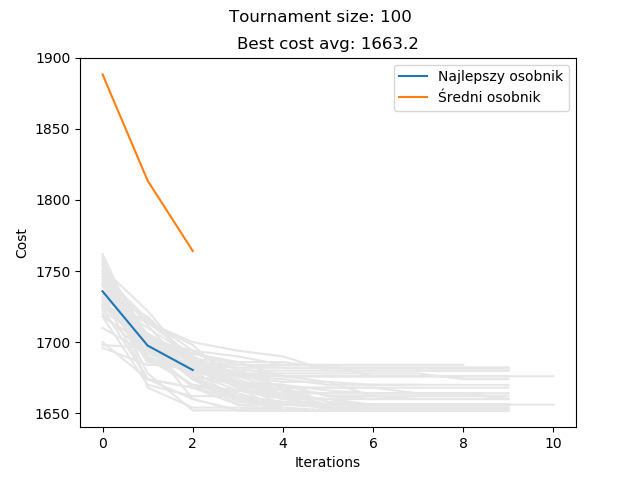 Tournament size: 100
Best cost avg: 1663.2
1900
1850
1800
1750
1700
1650
Cost
Najlepszy osobnik
Średni osobnik
0 2 4 6 8 10
Iterations